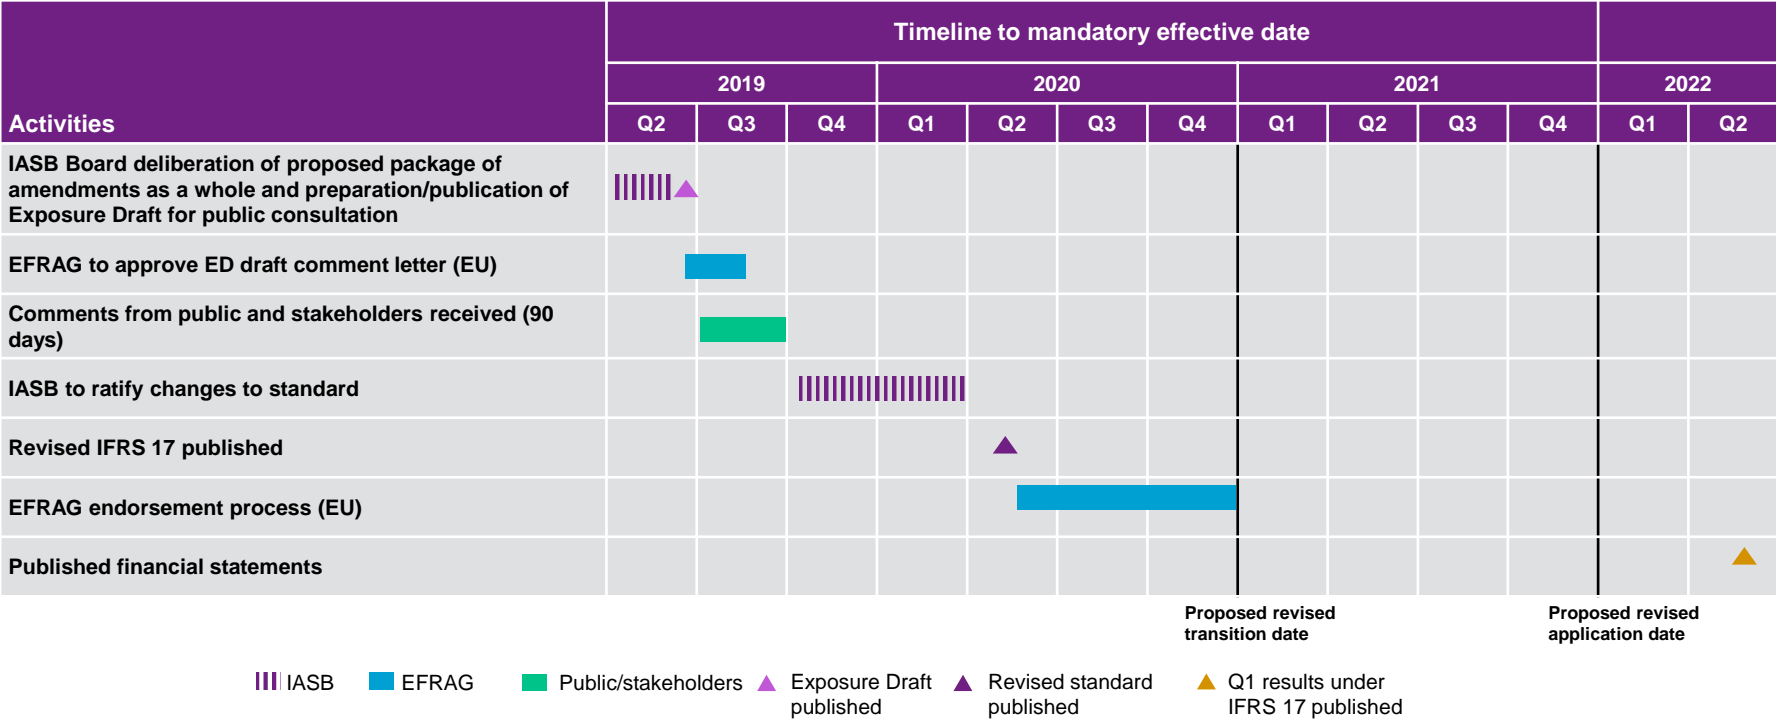 Timeline to mandatory effective date
2019
2020
2021
2022
Activities
Q2
Q3
Q4
Q1
Q2
Q3
Q4
Q1
Q2
Q3
Q4
Q1
Q2
IASB Board deliberation of proposed package of
amendments as a whole and preparation/publication of
Exposure Draft for public consultation
EFRAG to approve ED draft comment letter (EU)
Comments from public and stakeholders received (90
days)
IASB to ratify changes to standard
Revised IFRS 17 published
EFRAG endorsement process (EU)
Published financial statements
Proposed revised
transition date
Proposed revised
application date
IASB
EFRAG
Public/stakeholders
Exposure Draft
published
Revised standard
published
Q1 results under
IFRS 17 published